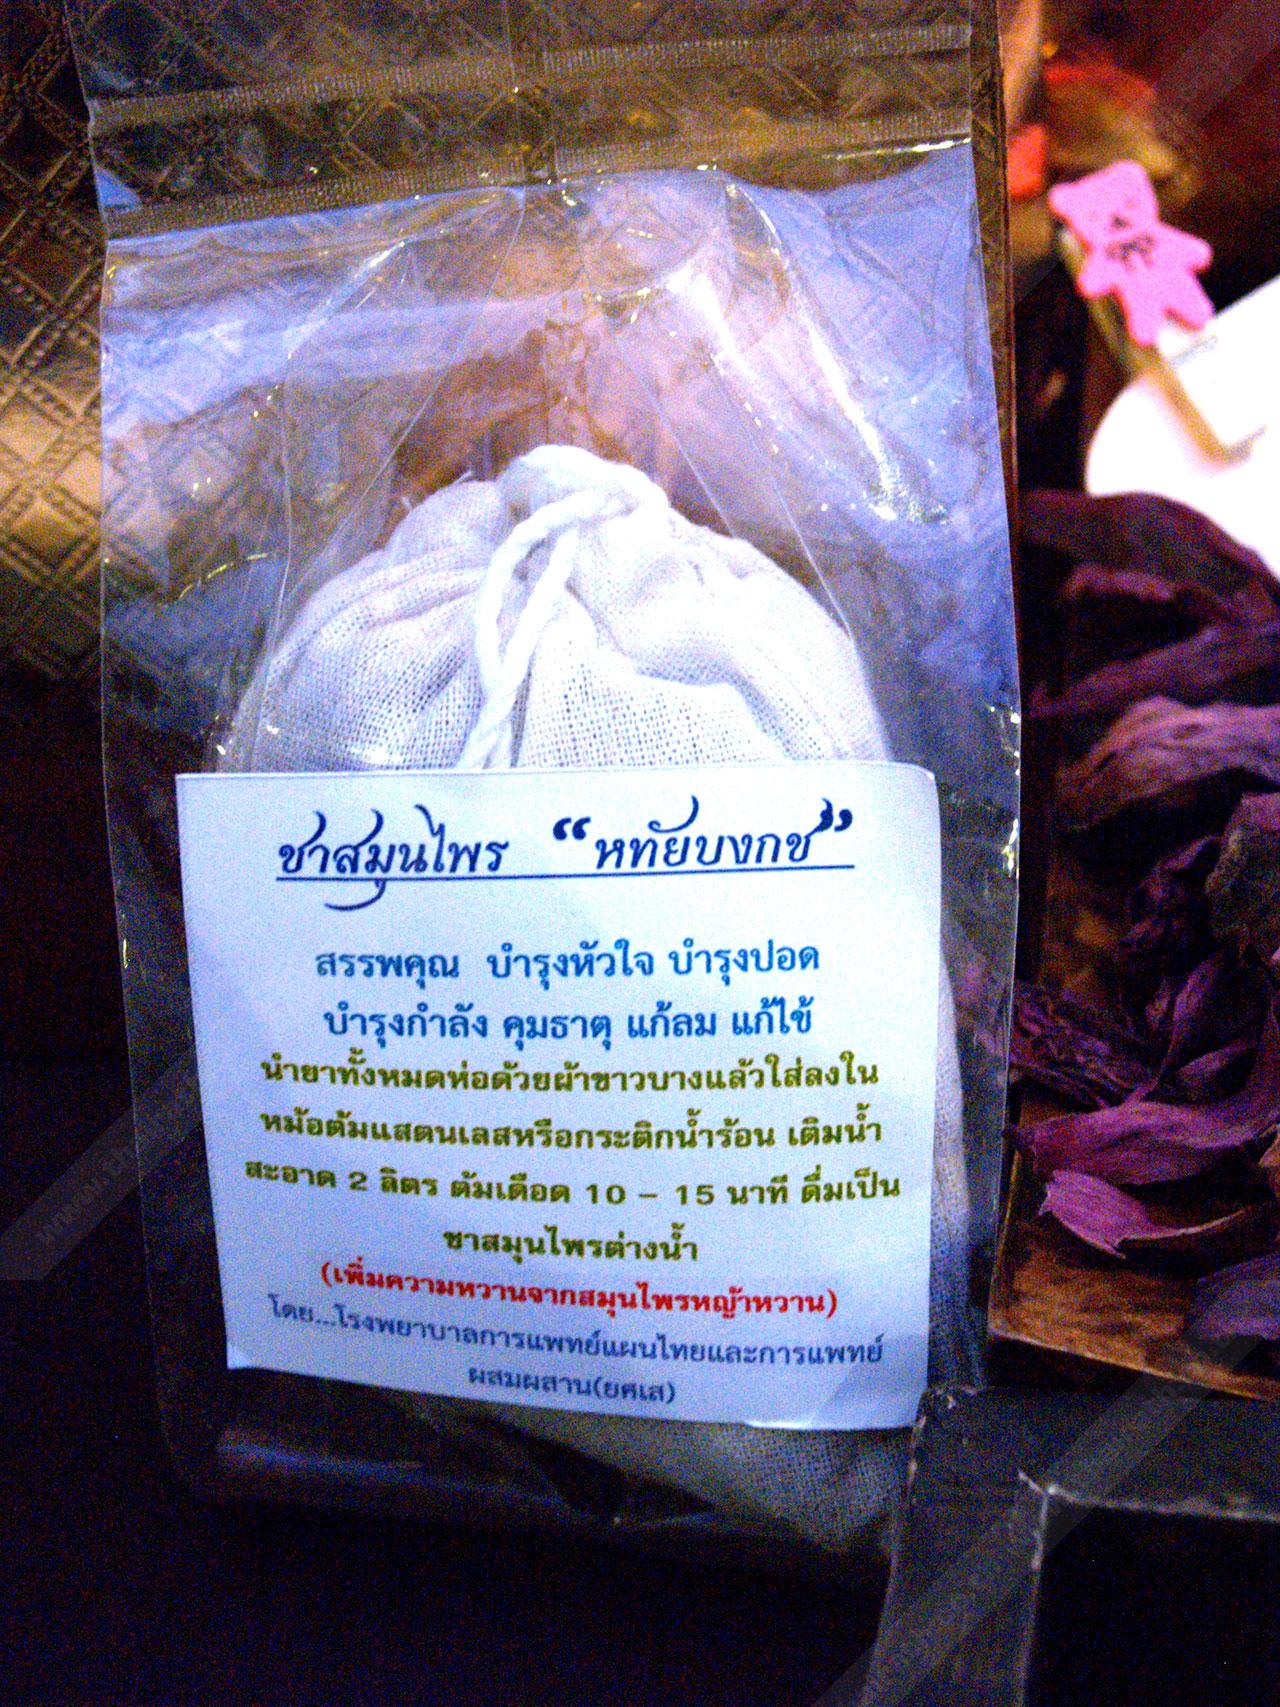 ชาสมุนไพร “หทัยบงกช”
สรรพคุณ บำรุงหัวใจ บำรุงปอด
บำรุงกำลัง คุมธาตุ แก้ลม แก้ไข้
นำยาทั้งหมดห่อด้วยผ้าขาวบางแล้วใส่ลงใน
หม้อต้มแสตนเลสหรือกระติกน้ำร้อน เติมน้ำ
สะอาด 2 ลิตร ต้มเดือด 10 – 15 นาที ดื่มเป็น
ชาสมุนไพรต่างน้ำ
(เพิ่มความหวานจากสมุนไพรหญ้าหวาน)
โดย...โรงพยาบาลการแพทย์แผนไทยและการแพทย์
ผสมผสาน(ยศเส)